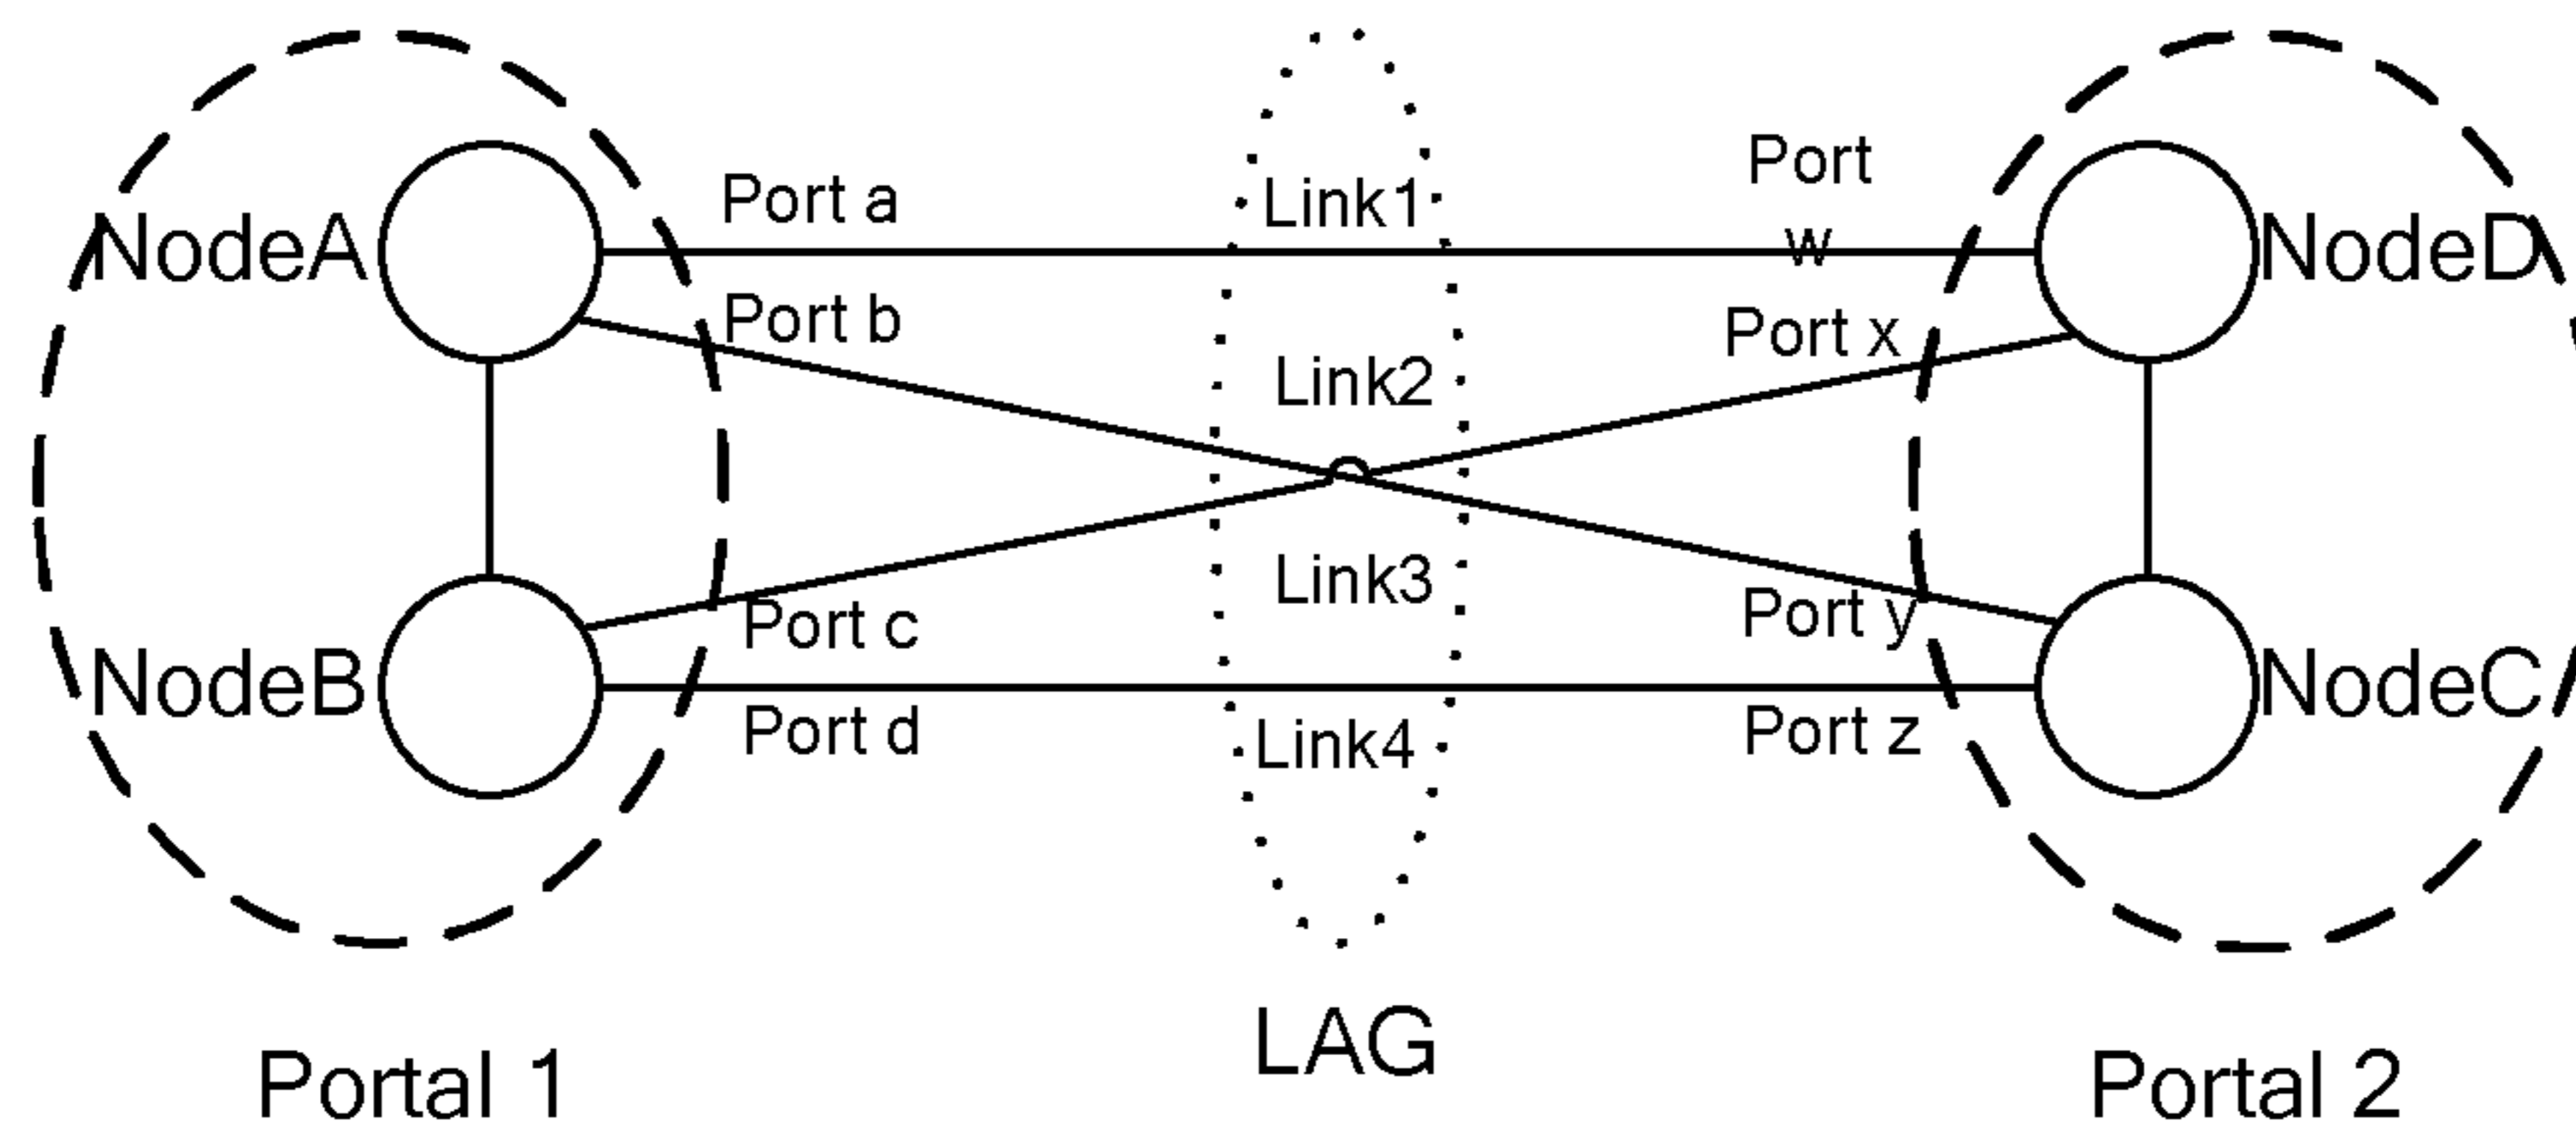 Port
Port a
Link1
w
NodeA
NodeD
Port b
Port x
Link2
Link3
Port c
Port y
NodeB
NodeC
Port d
Port z
Link4
LAG
Portal 1
Portal 2